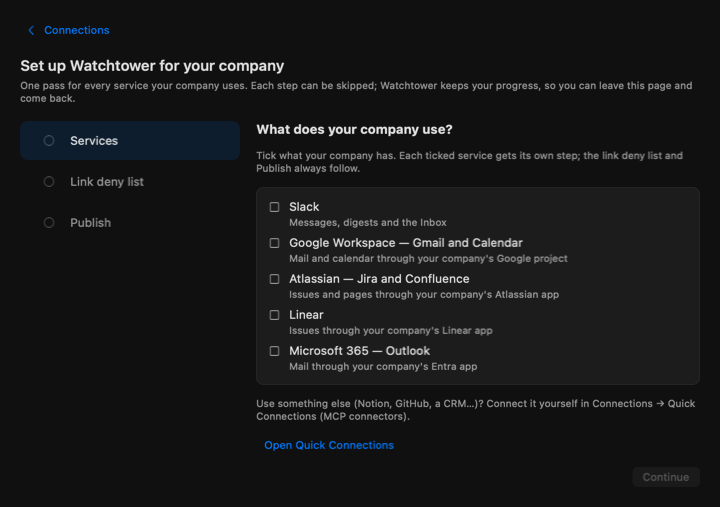 Connections
Set up Watchtower for your company
One pass for every service your company uses. Each step can be skipped; Watchtower keeps your progress, so you can leave this page and
come back.
Services
Link deny list
Publish
What does your company use?
Tick what your company has. Each ticked service gets its own step; the link deny list and
Publish always follow.
Slack
Messages, digests and the Inbox
Google Workspace — Gmail and Calendar
Mail and calendar through your company's Google project
Atlassian — Jira and Confluence
Issues and pages through your company's Atlassian app
Linear
Issues through your company's Linear app
Microsoft 365 — Outlook
Mail through your company's Entra app
Use something else (Notion, GitHub, a CRM…)? Connect it yourself in Connections → Quick
Connections (MCP connectors).
Open Quick Connections
Continue